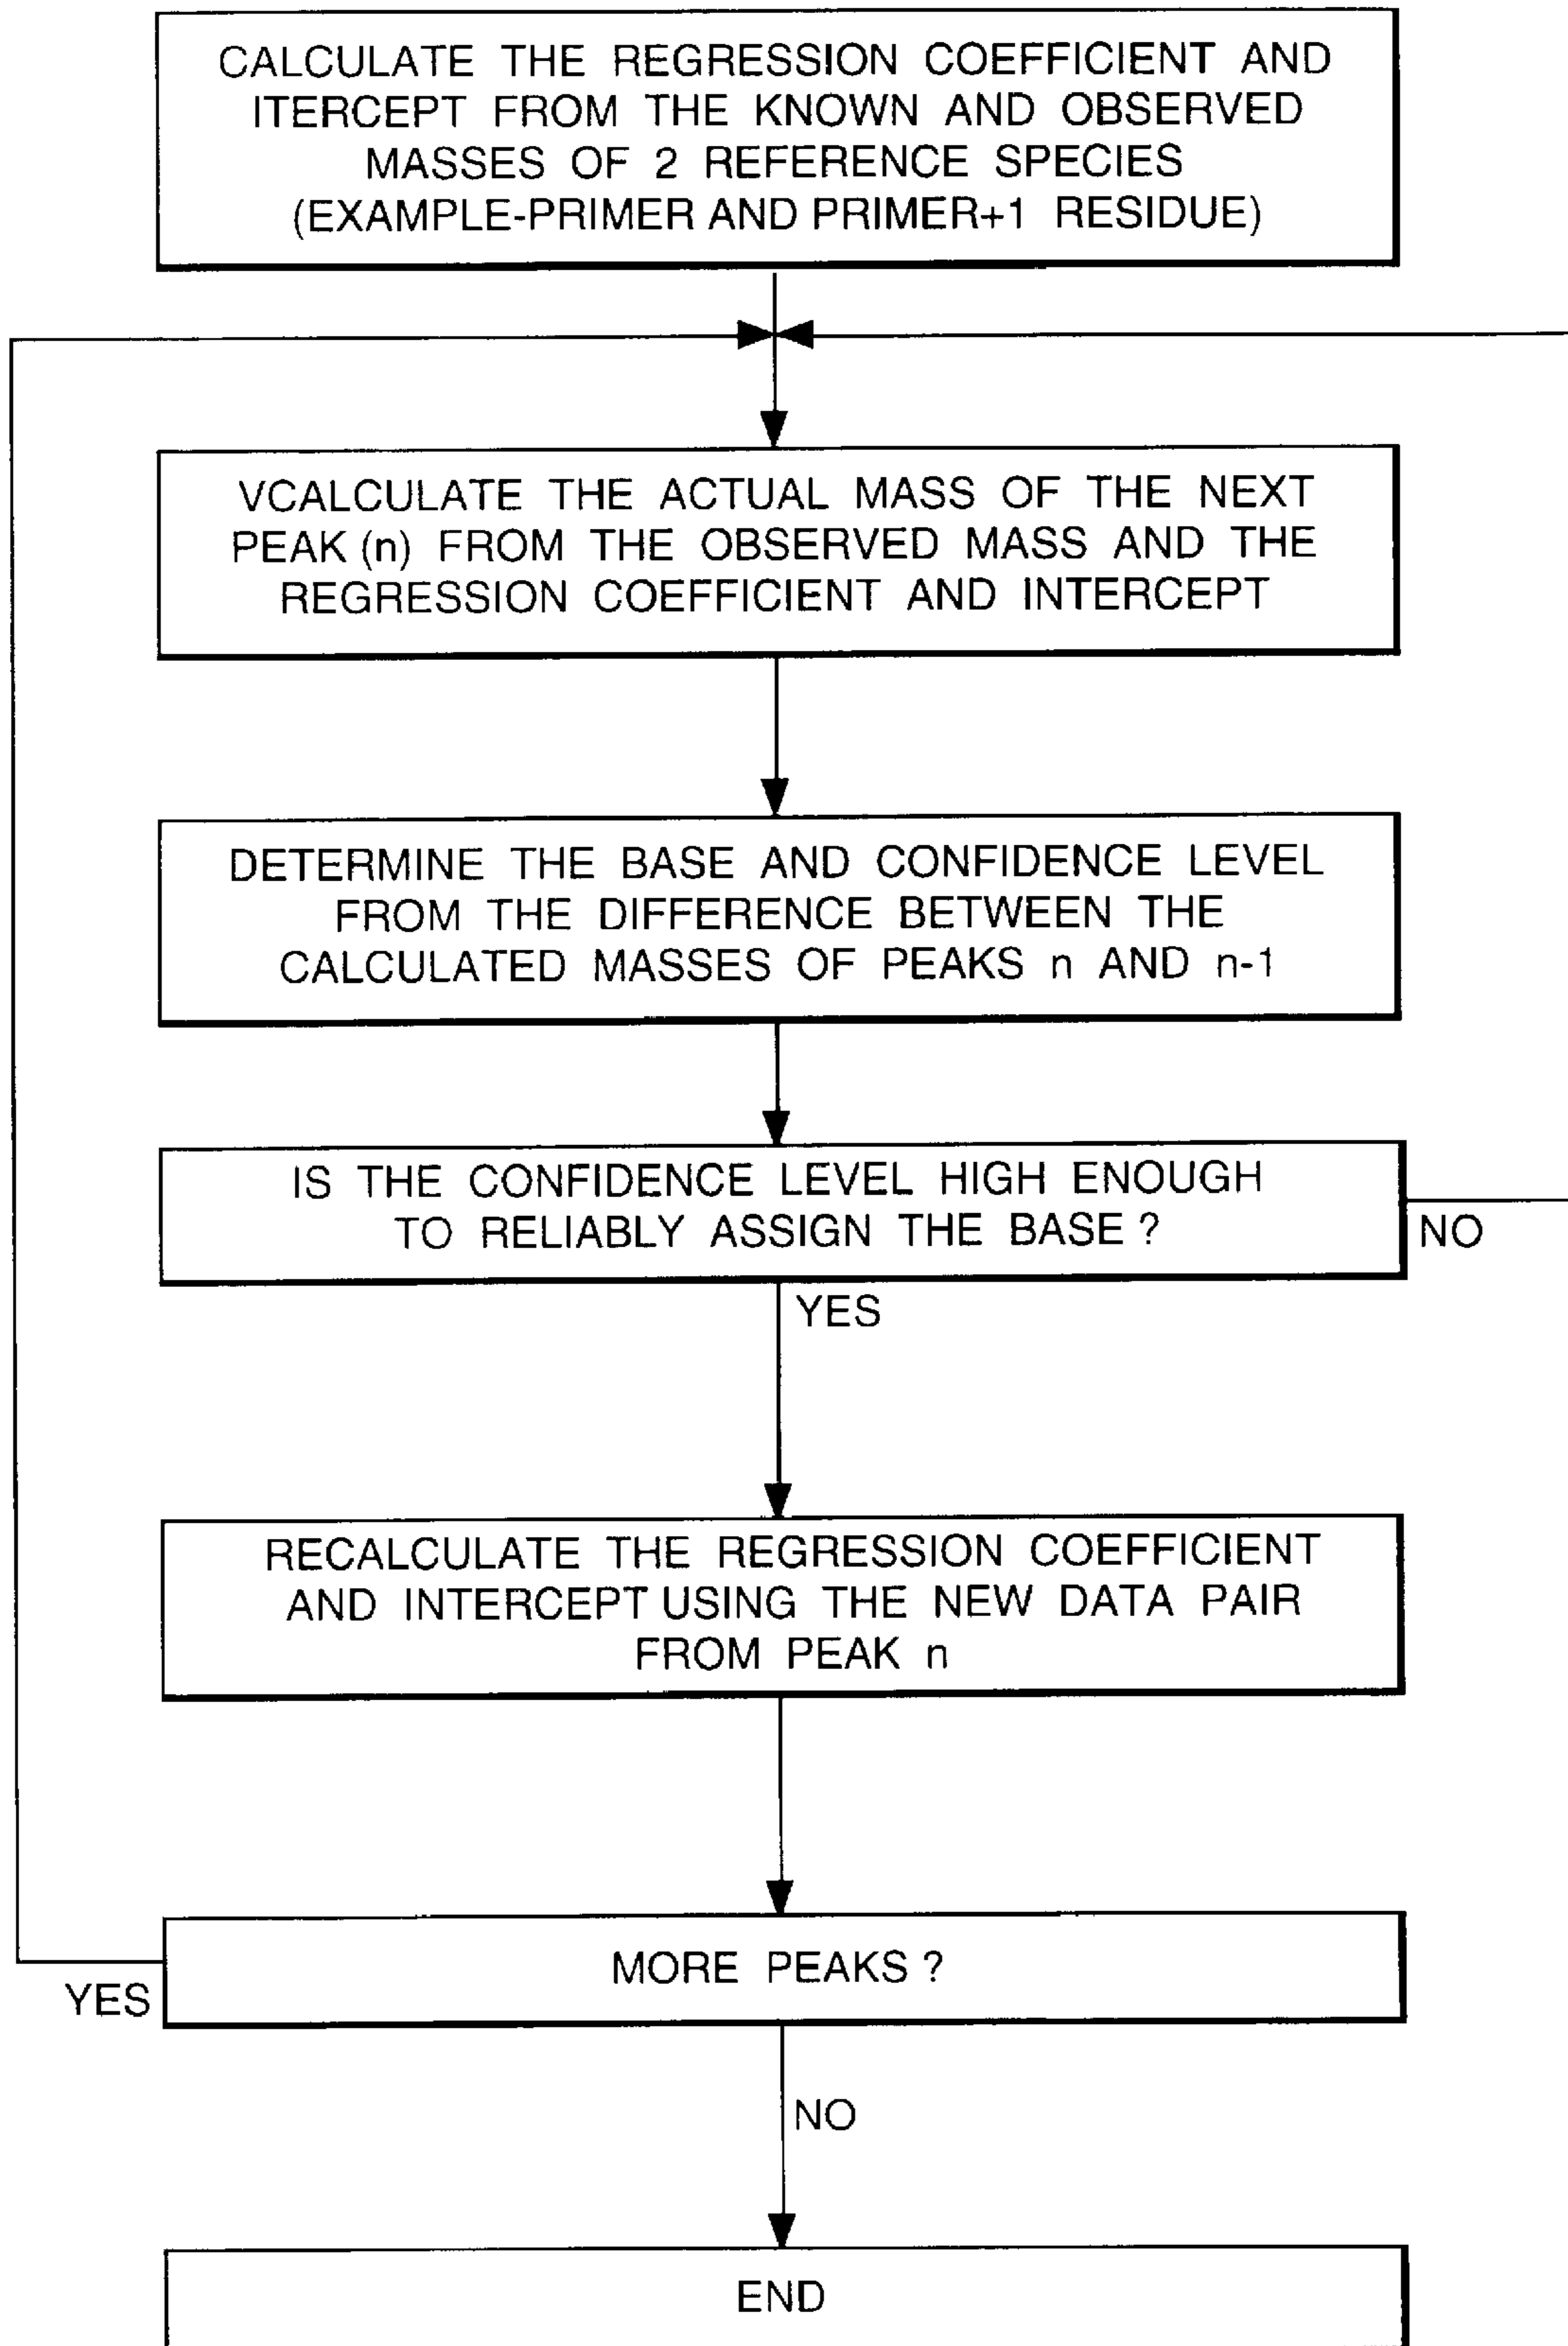 CALCULATE THE REGRESSION COEFFICIENT AND
ITERCEPT FROM THE KNOWN AND OBSERVED
MASSES OF 2 REFERENCE SPECIES
(EXAMPLE-PRIMER AND PRIMER+1 RESIDUE)
VCALCULATE THE ACTUAL MASS OF THE NEXT
PEAK (n) FROM THE OBSERVED MASS AND THE
REGRESSION COEFFICIENT AND INTERCEPT
DETERMINE THE BASE AND CONFIDENCE LEVEL
FROM THE DIFFERENCE BETWEEN THE
CALCULATED MASSES OF PEAKS n AND n-1
IS THE CONFIDENCE LEVEL HIGH ENOUGH
TO RELIABLY ASSIGN THE BASE ?
NO
YES
RECALCULATE THE REGRESSION COEFFICIENT
AND INTERCEPT USING THE NEW DATA PAIR
FROM PEAK n
MORE PEAKS ?
YES
NO
END